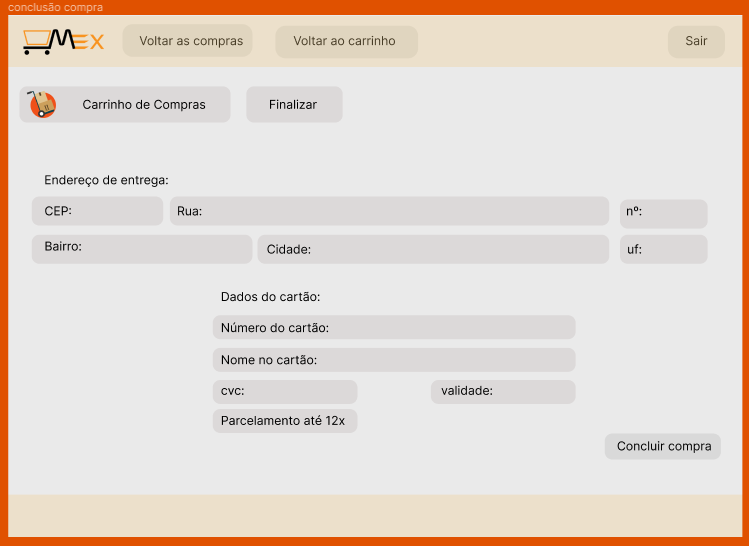 conclusão compra
MEX
Voltar as compras
Voltar ao carrinho
Sair
Carrinho de Compras
Finalizar
Endereço de entrega:
CEP:
Rua:
nº:
Bairro:
Cidade:
uf:
Dados do cartão:
Número do cartão:
Nome no cartão:
cvc:
validade:
Parcelamento até 12x
Concluir compra